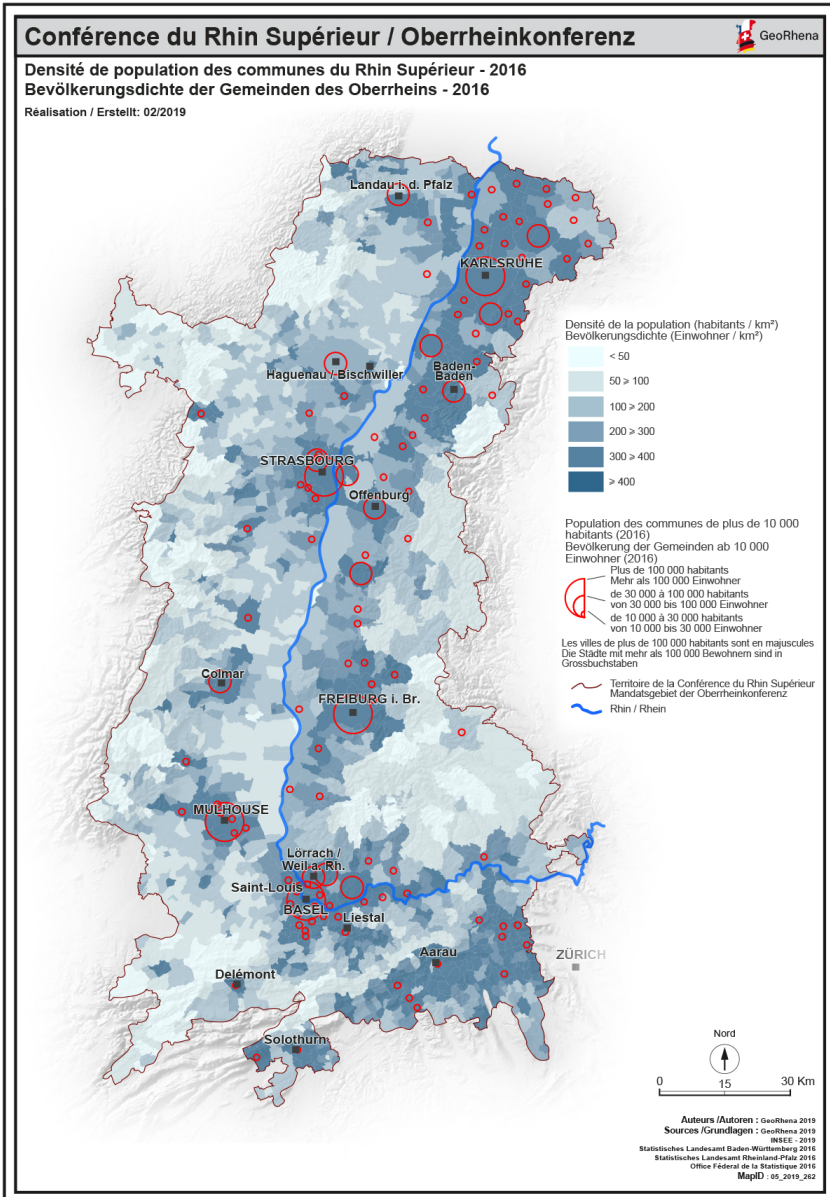 Conférence du Rhin Supérieur / Oberrheinkonferenz
GeoRhena
Densité de population des communes du Rhin Supérieur - 2016
Bevölkerungsdichte der Gemeinden des Oberrheins - 2016
Réalisation / Erstellt: 02/2019
Landau i. d. Pfalz
KARLSRUHE
Haguenau / Bischwiller
Baden-
Baden
STRASBOURG
Offenburg
Colmar
FREIBURG i. Br.
MULHOUSE
Lörrach /
Weil a. Rh.
Saint-Louis
BASEL
Liestal
Aarau
ZÜRICH
Delémont
Solothurn
Densité de la population (habitants / km²)
Bevölkerungsdichte (Einwohner / km²)
< 50
50 ⩾ 100
100 ⩾ 200
200 ⩾ 300
300 ⩾ 400
⩾ 400
Population des communes de plus de 10 000
habitants (2016)
Bevölkerung der Gemeinden ab 10 000
Einwohner (2016)
Plus de 100 000 habitants
Mehr als 100 000 Einwohner
de 30 000 à 100 000 habitants
von 30 000 bis 100 000 Einwohner
de 10 000 à 30 000 habitants
von 10 000 bis 30 000 Einwohner
Les villes de plus de 100 000 habitants sont en majuscules
Die Städte mit mehr als 100 000 Bewohnern sind in
Grossbuchstaben
Territoire de la Conférence du Rhin Supérieur
Mandatsgebiet der Oberrheinkonferenz
Rhin / Rhein
Nord
0 15 30 Km
Auteurs /Autoren : GeoRhena 2019
Sources /Grundlagen : GeoRhena 2019
INSEE - 2019
Statistisches Landesamt Baden-Württemberg 2016
Statistisches Landesamt Rheinland-Pfalz 2016
Office Féderal de la Statistique 2016
MapID : 05_2019_262